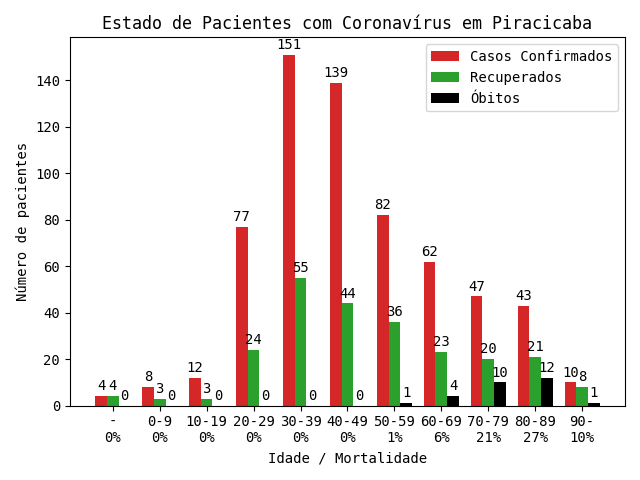 Estado de Pacientes com Coronavírus em Piracicaba
Casos Confirmados
Recuperados
Óbitos
Número de pacientes
140
120
100
80
60
40
20
0
4 4 0
8 3 0
12 3 0
77 24 0
151 55 0
139 44 0
82 36 1
62 23 4
47 20 10
43 21 12
10 8 1
- 0-9 10-19 20-29 30-39 40-49 50-59 60-69 70-79 80-89 90-
0% 0% 0% 0% 0% 0% 1% 6% 21% 27% 10%
Idade / Mortalidade